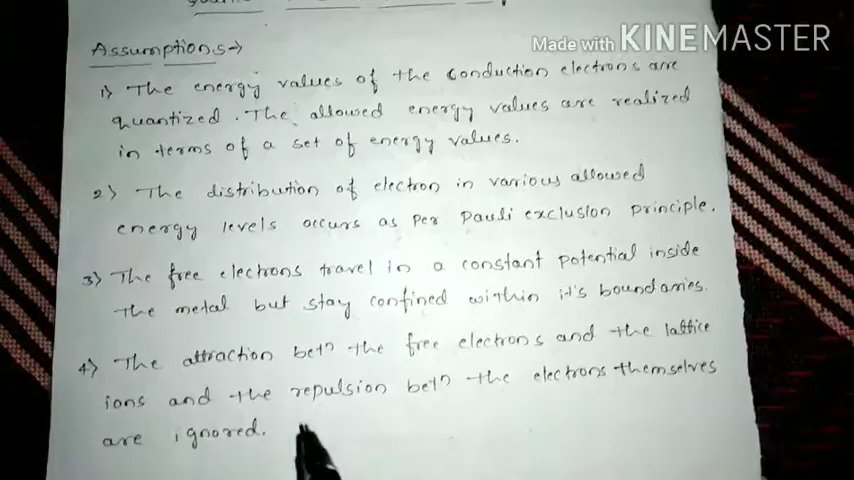 Assumptions→
Made with KINEMASTER
1) The energy values of the conduction electrons are
quantized. The allowed energy values are realized
in terms of a set of energy values.
2) The distribution of electron in various allowed
energy levels occurs as per Pauli exclusion principle.
3) The free electrons travel in a constant potential inside
the metal but stay confined within it's boundaries.
4) The attraction betn the free electrons and the lattice
ions and the repulsion betn the electrons themselves
are ignored.